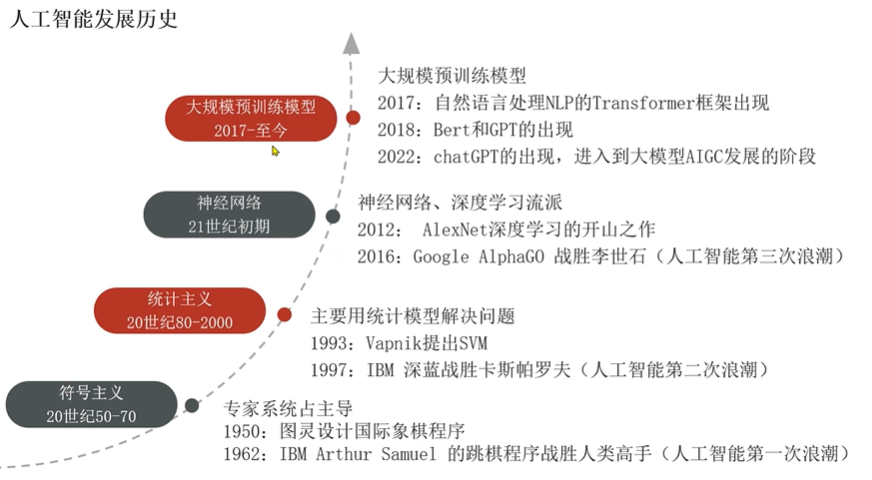 人工智能发展历史
大规模预训练模型
2017-至今
大规模预训练模型
2017：自然语言处理NLP的Transformer框架出现
2018：Bert和GPT的出现
2022：chatGPT的出现，进入到大模型AIGC发展的阶段
神经网络
21世纪初期
神经网络、深度学习流派
2012： AlexNet深度学习的开山之作
2016：Google AlphaGO 战胜李世石（人工智能第三次浪潮）
统计主义
20世纪80-2000
主要用统计模型解决问题
1993：Vapnik提出SVM
1997：IBM 深蓝战胜卡斯帕罗夫（人工智能第二次浪潮）
符号主义
20世纪50-70
专家系统占主导
1950：图灵设计国际象棋程序
1962：IBM Arthur Samuel 的跳棋程序战胜人类高手（人工智能第一次浪潮）